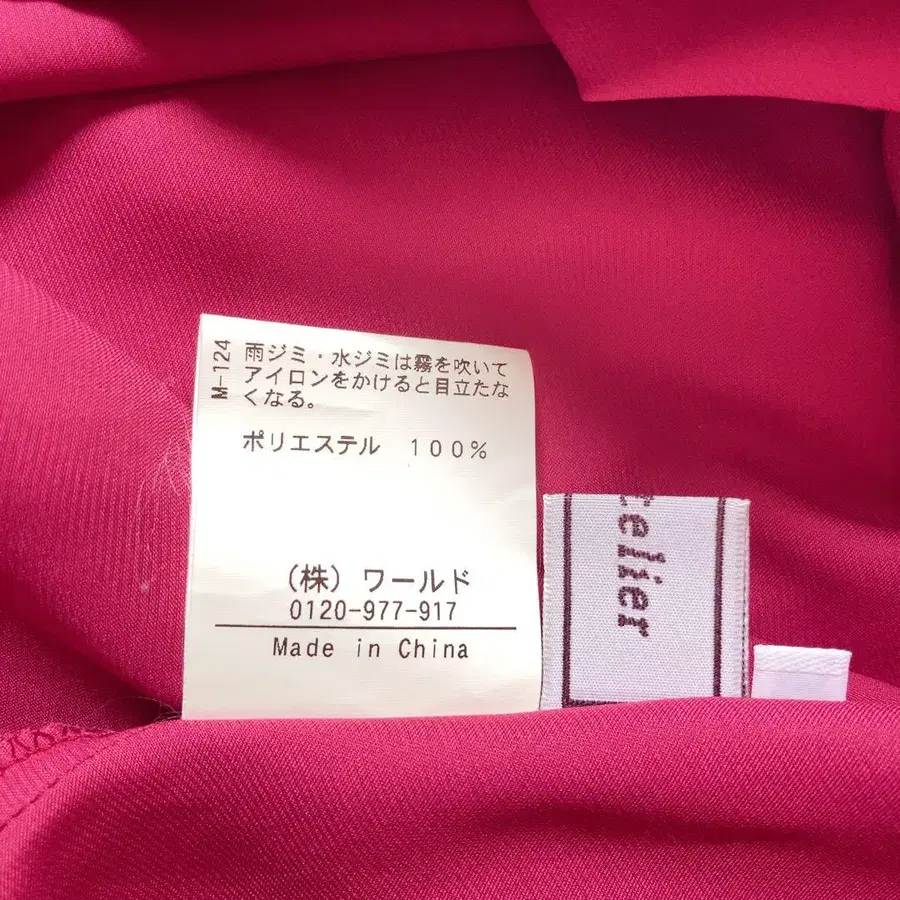 M-124
雨ジミ・水ジミは霧を吹いて
アイロンをかけると目立たな
くなる。
ポリエステル １００％
（株）ワールド
0120-977-917
Made in China
telier